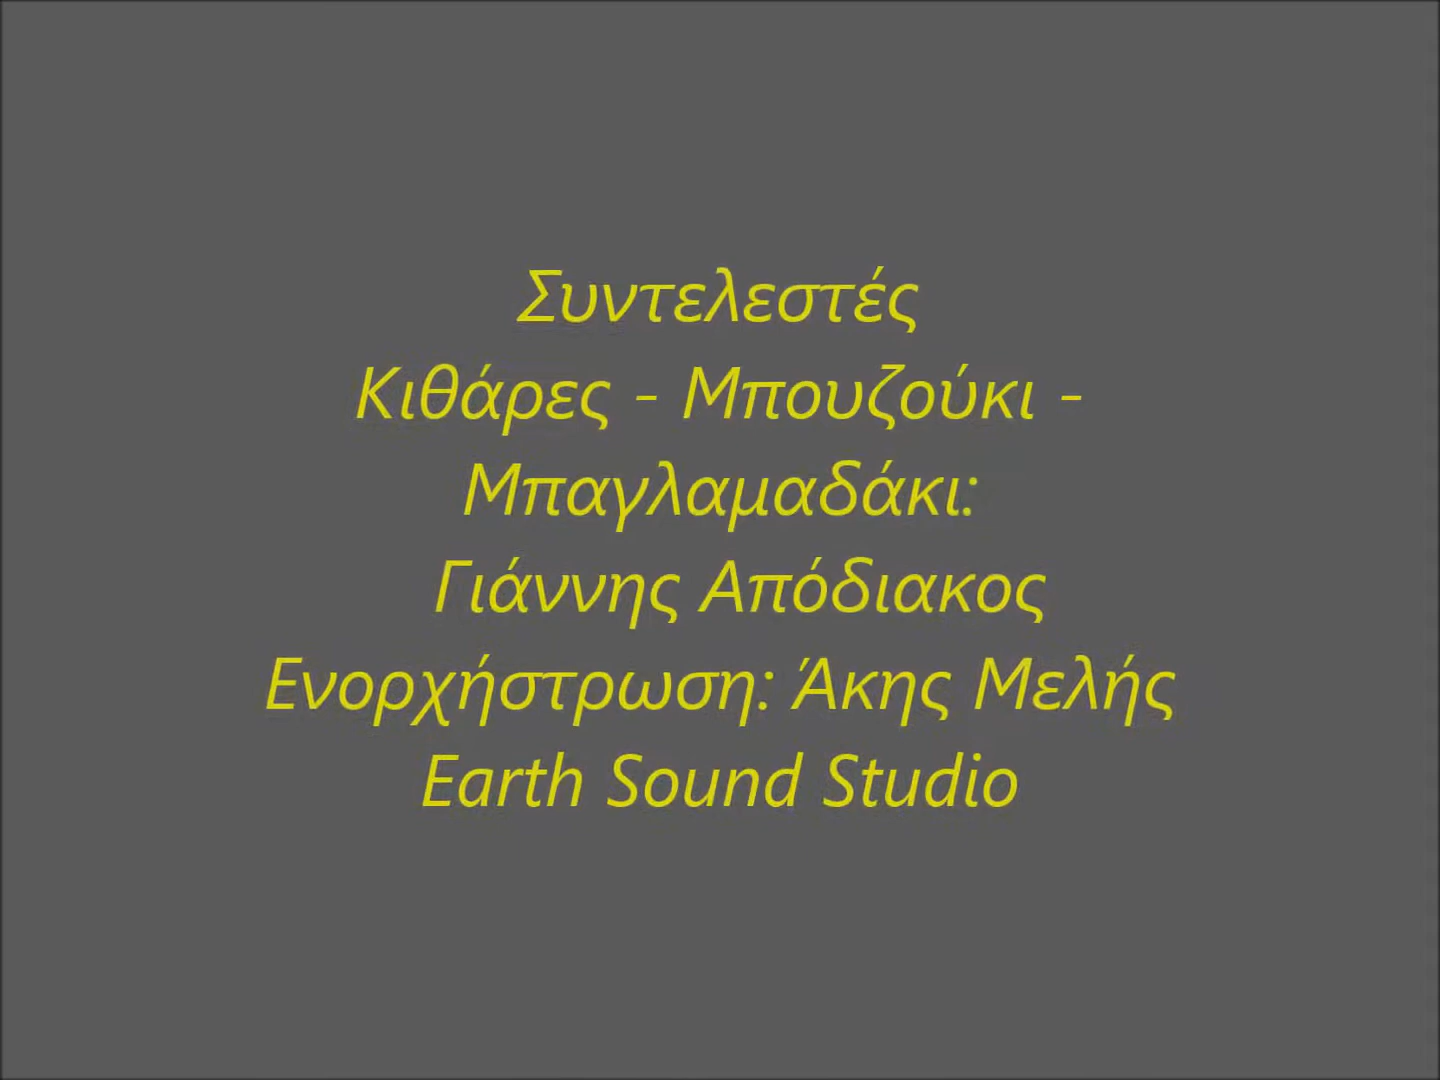 Συντελεστές
Κιθάρες - Μπουζούκι -
Μπαγλαμαδάκι:
Γιάννης Απόδιακος
Ενορχήστρωση: Άκης Μελής
Earth Sound Studio